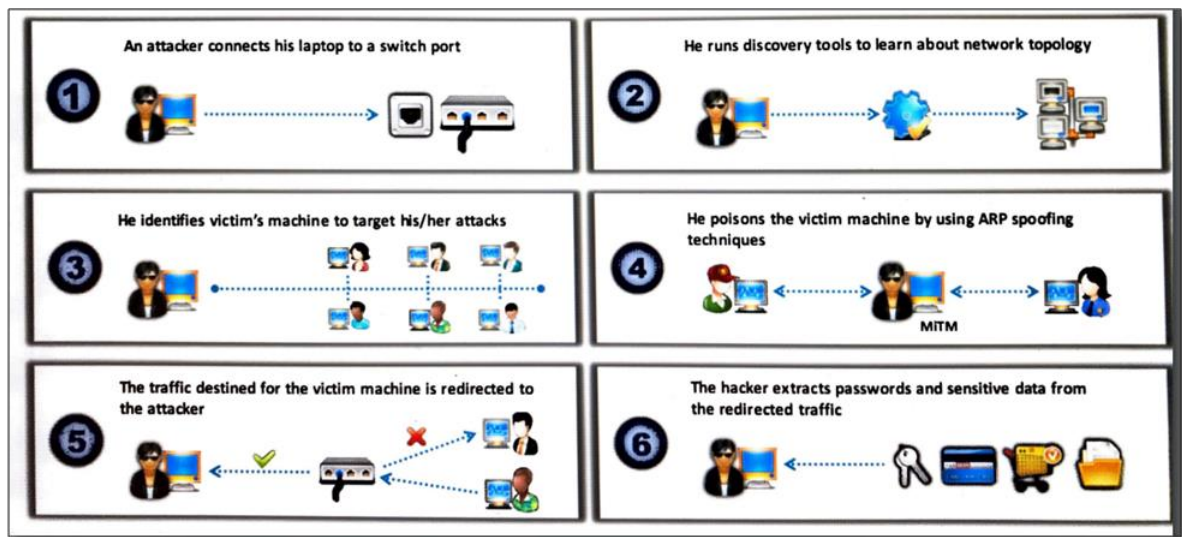 1
An attacker connects his laptop to a switch port
2
He runs discovery tools to learn about network topology
3
He identifies victim's machine to target his/her attacks
4
He poisons the victim machine by using ARP spoofing
techniques
MiTM
5
The traffic destined for the victim machine is redirected to
the attacker
6
The hacker extracts passwords and sensitive data from
the redirected traffic